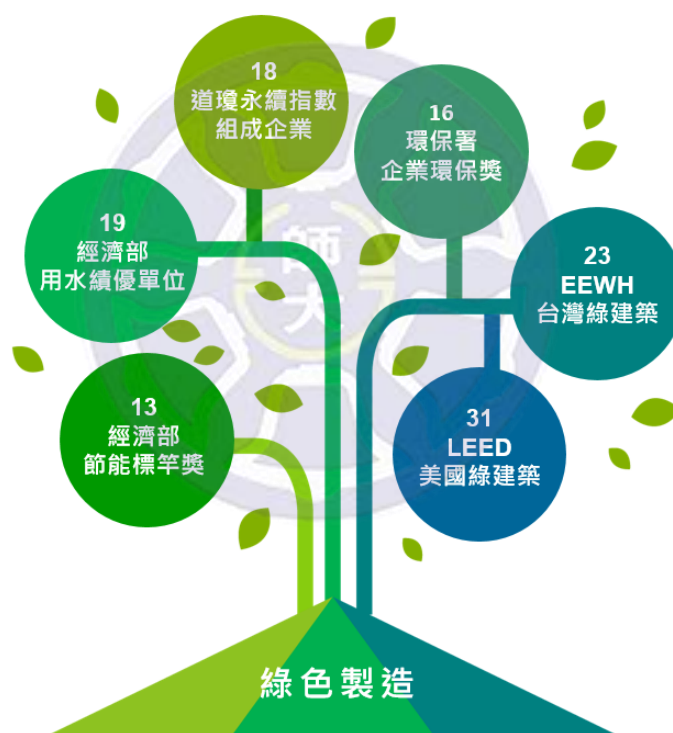 18
道瓊永續指數
組成企業
16
環保署
企業環保獎
19
經濟部
用水績優單位
23
EEWH
台灣綠建築
13
經濟部
節能標竿獎
31
LEED
美國綠建築
師大
綠色製造